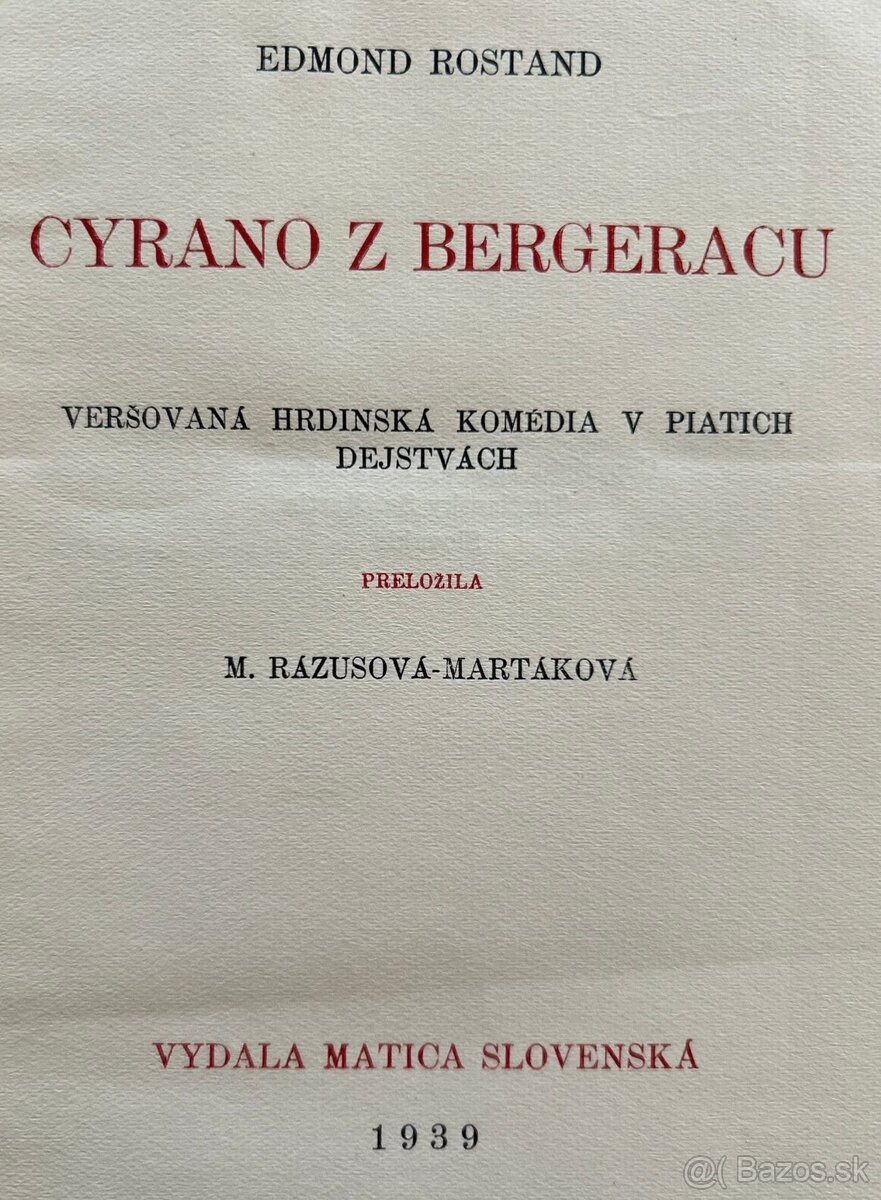 EDMOND ROSTAND
CYRANO Z BERGERACU
VERŠOVANÁ HRDINSKÁ KOMÉDIA V PIATICH
DEJSTVÁCH
PRELOŽILA
M. RÁZUSOVÁ-MARTÁKOVÁ
VYDALA MATICA SLOVENSKÁ
1939
@( Bazos.sk